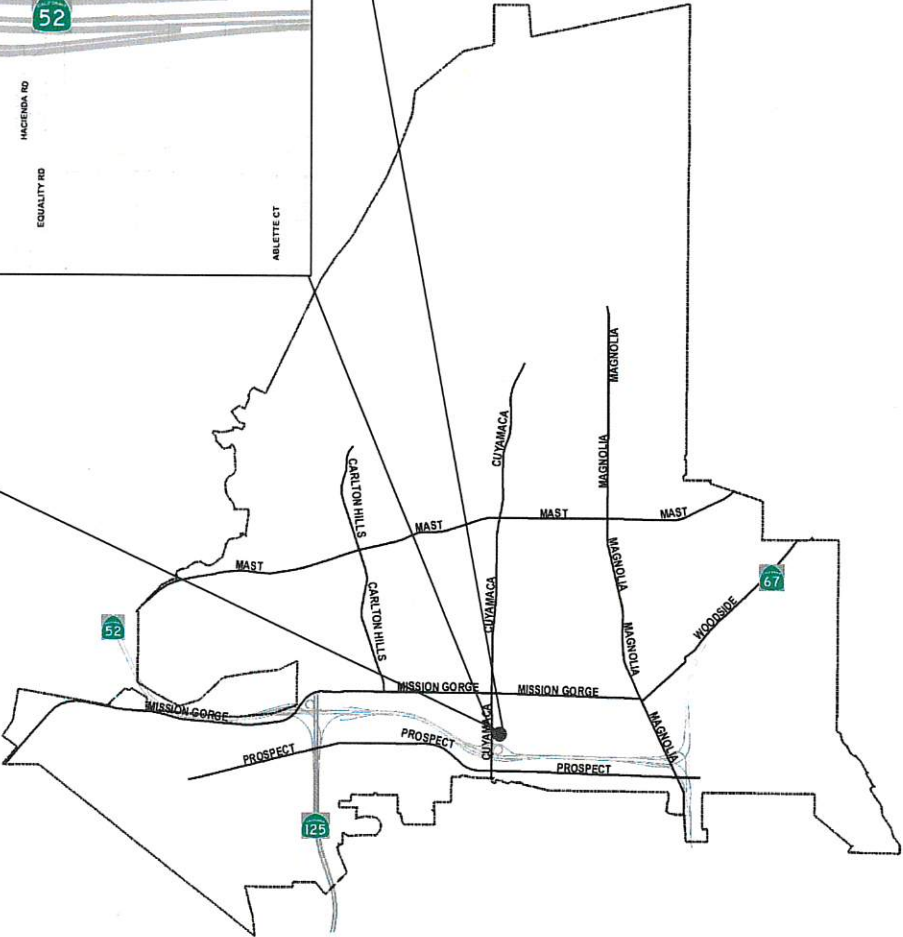 52
HACIENDA RD
EQUALITY RD
ABLETTE CT
MAGNOLIA
CUYAMACA
MAGNOLIA
CARLTON HILLS
MAST
MAST
MAST
MAST
MAGNOLIA
67
CUYAMACA
WOODSIDE
CARLTON HILLS
52
MAGNOLIA
MISSION GORGE
MISSION GORGE
MISSION GORGE
CUYAMACA
MAGNOLIA
PROSPECT
PROSPECT
PROSPECT
125